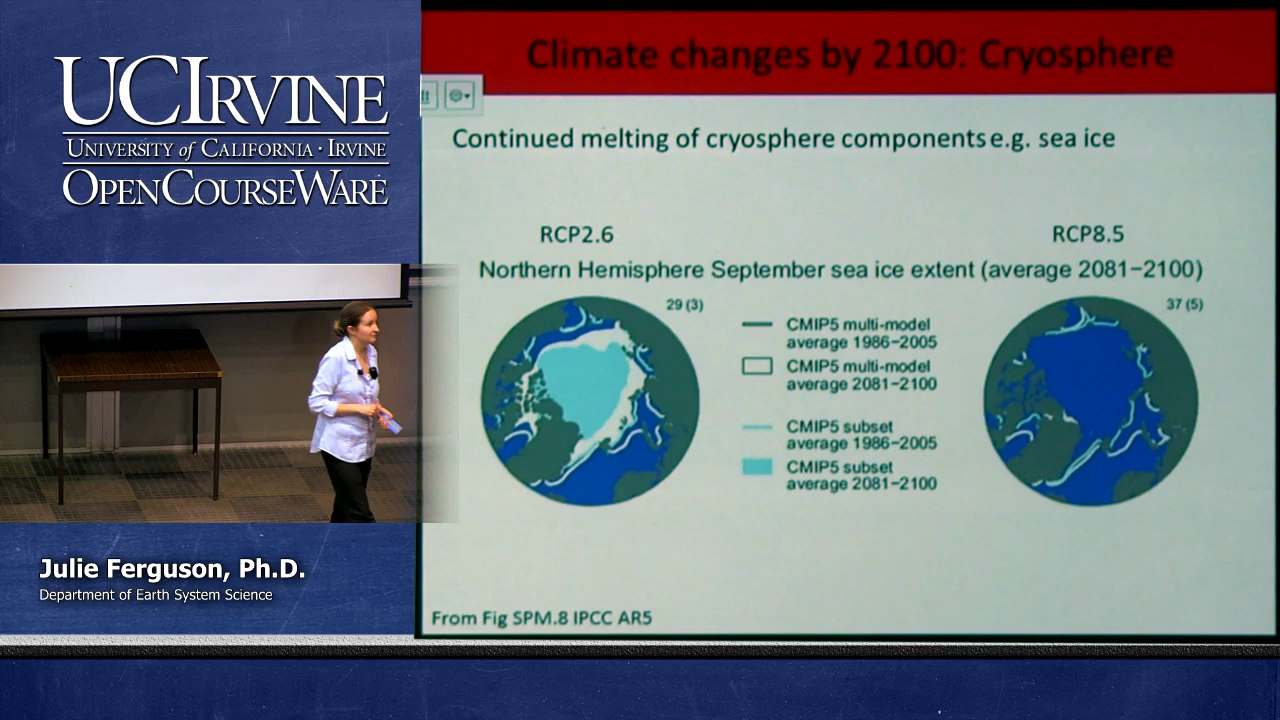 UCIRVINE
UNIVERSITY of CALIFORNIA · IRVINE
OPENCOURSEWARE
Julie Ferguson, Ph.D.
Department of Earth System Science
Climate changes by 2100: Cryosphere
Continued melting of cryosphere components e.g. sea ice
RCP2.6
RCP8.5
Northern Hemisphere September sea ice extent (average 2081−2100)
29 (3)
37 (5)
CMIP5 multi-model
average 1986−2005
CMIP5 multi-model
average 2081−2100
CMIP5 subset
average 1986−2005
CMIP5 subset
average 2081−2100
From Fig SPM.8 IPCC AR5